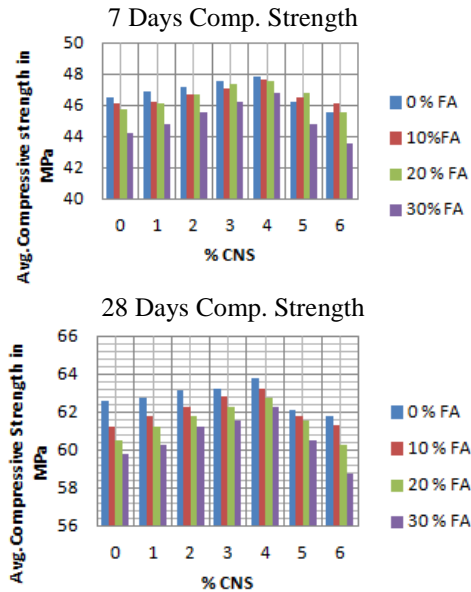 7 Days Comp. Strength
Avg.Compressive strength in
MPa
50
48
46
44
42
40
0 1 2 3 4 5 6
% CNS
0 % FA
10%FA
20 % FA
30% FA
28 Days Comp. Strength
Avg.Compressive Strength in
MPa
66
64
62
60
58
56
0 1 2 3 4 5 6
% CNS
0 % FA
10 % FA
20 % FA
30 % FA